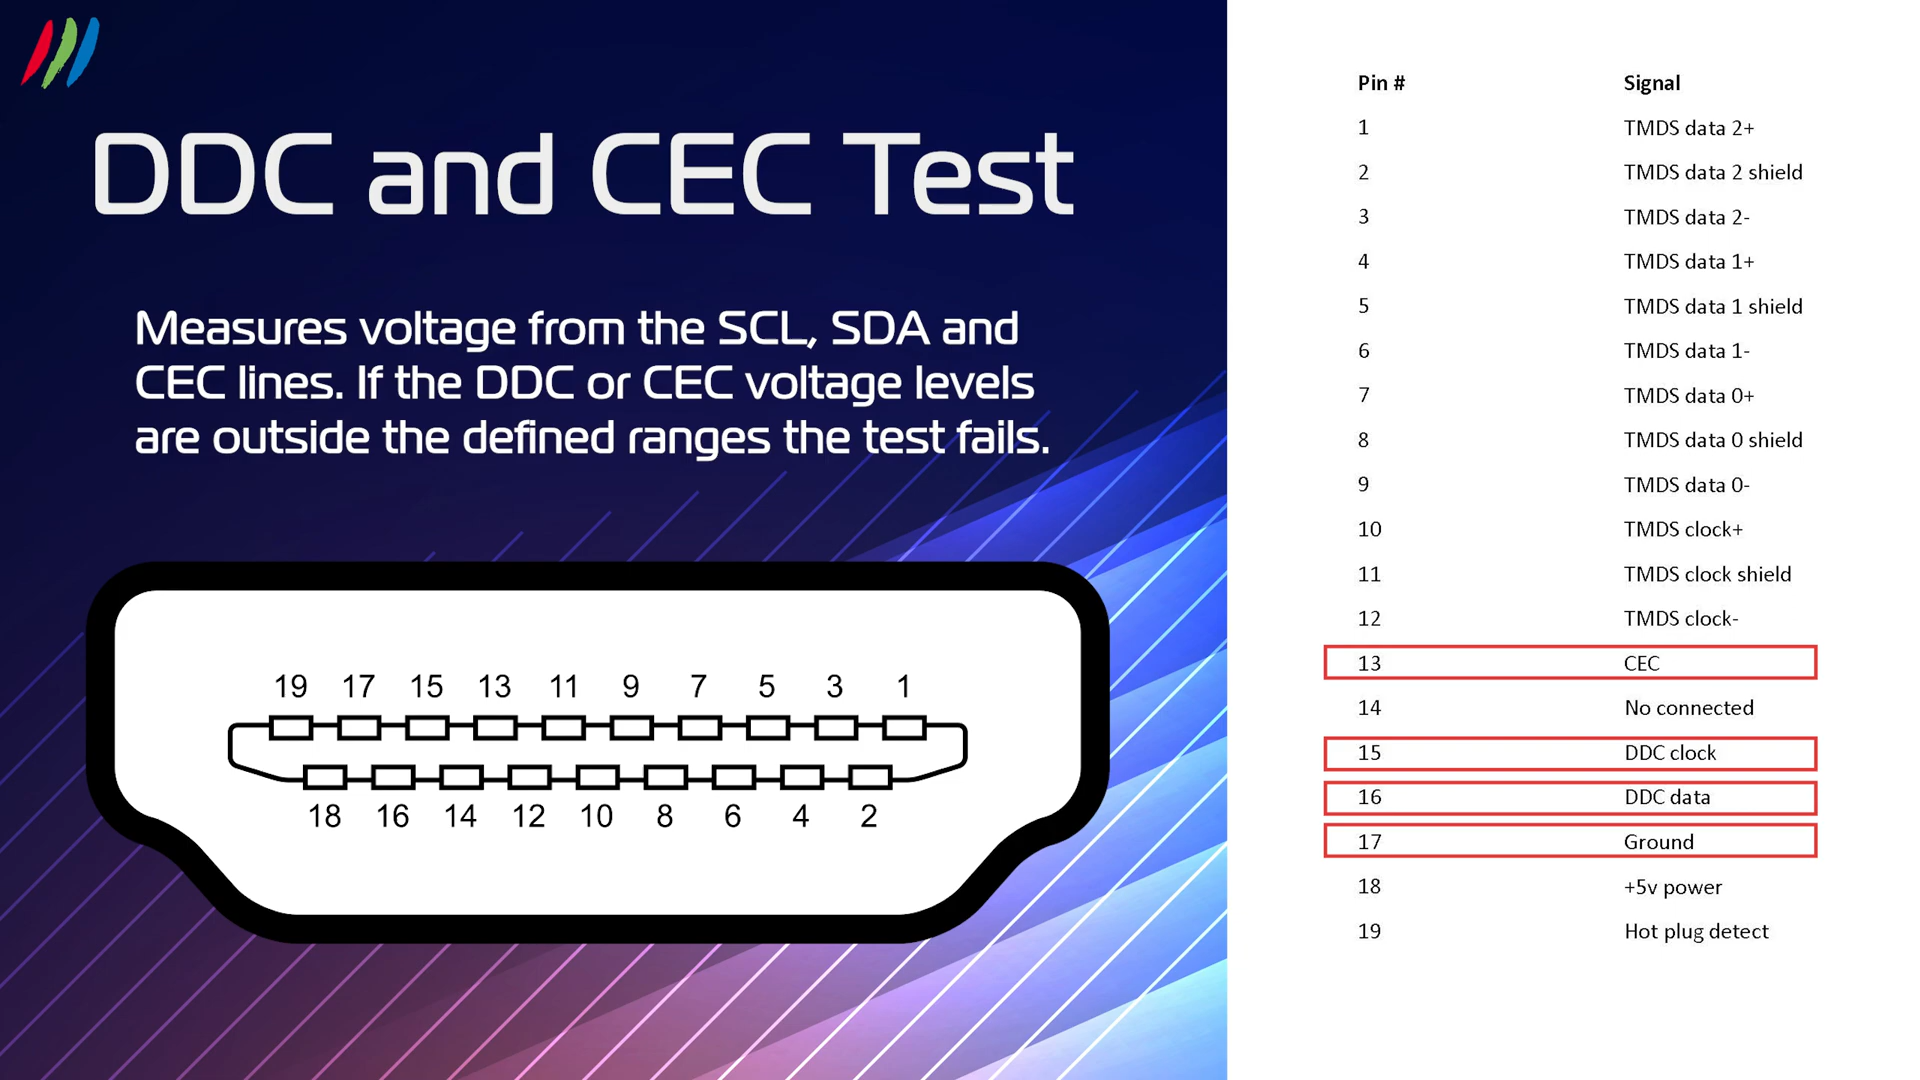 DDC and CEC Test
Measures voltage from the SCL, SDA and
CEC lines. If the DDC or CEC voltage levels
are outside the defined ranges the test fails.
19 17 15 13 11 9 7 5 3 1
18 16 14 12 10 8 6 4 2
Pin # Signal
1 TMDS data 2+
2 TMDS data 2 shield
3 TMDS data 2-
4 TMDS data 1+
5 TMDS data 1 shield
6 TMDS data 1-
7 TMDS data 0+
8 TMDS data 0 shield
9 TMDS data 0-
10 TMDS clock+
11 TMDS clock shield
12 TMDS clock-
13 CEC
14 No connected
15 DDC clock
16 DDC data
17 Ground
18 +5v power
19 Hot plug detect